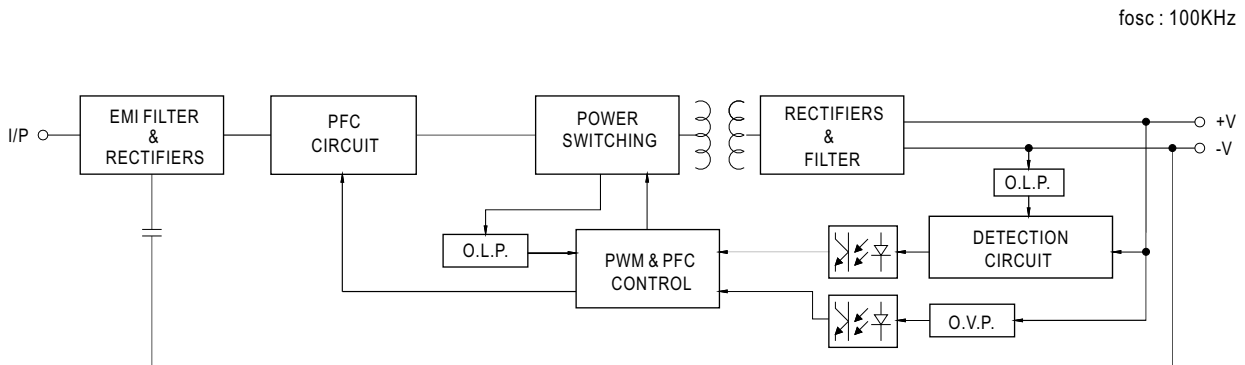 fosc : 100KHz
I/P
EMI FILTER
&
RECTIFIERS
PFC
CIRCUIT
POWER
SWITCHING
RECTIFIERS
&
FILTER
+V
-V
O.L.P.
O.L.P.
PWM & PFC
CONTROL
DETECTION
CIRCUIT
O.V.P.